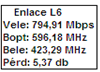 Enlace L6
Vele: 794,91 Mbps
Bopt: 596,18 MHz
Bele: 423,29 MHz
Pérd: 5,37 db